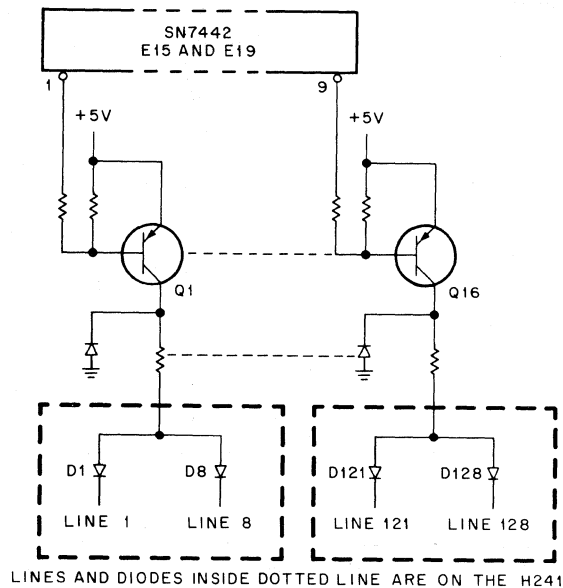 SN7442
E15 AND E19
1
9
+5V
+5V
Q1
Q16
D1
D8
D121
D128
LINE 1
LINE 8
LINE 121
LINE 128
LINES AND DIODES INSIDE DOTTED LINE ARE ON THE H241